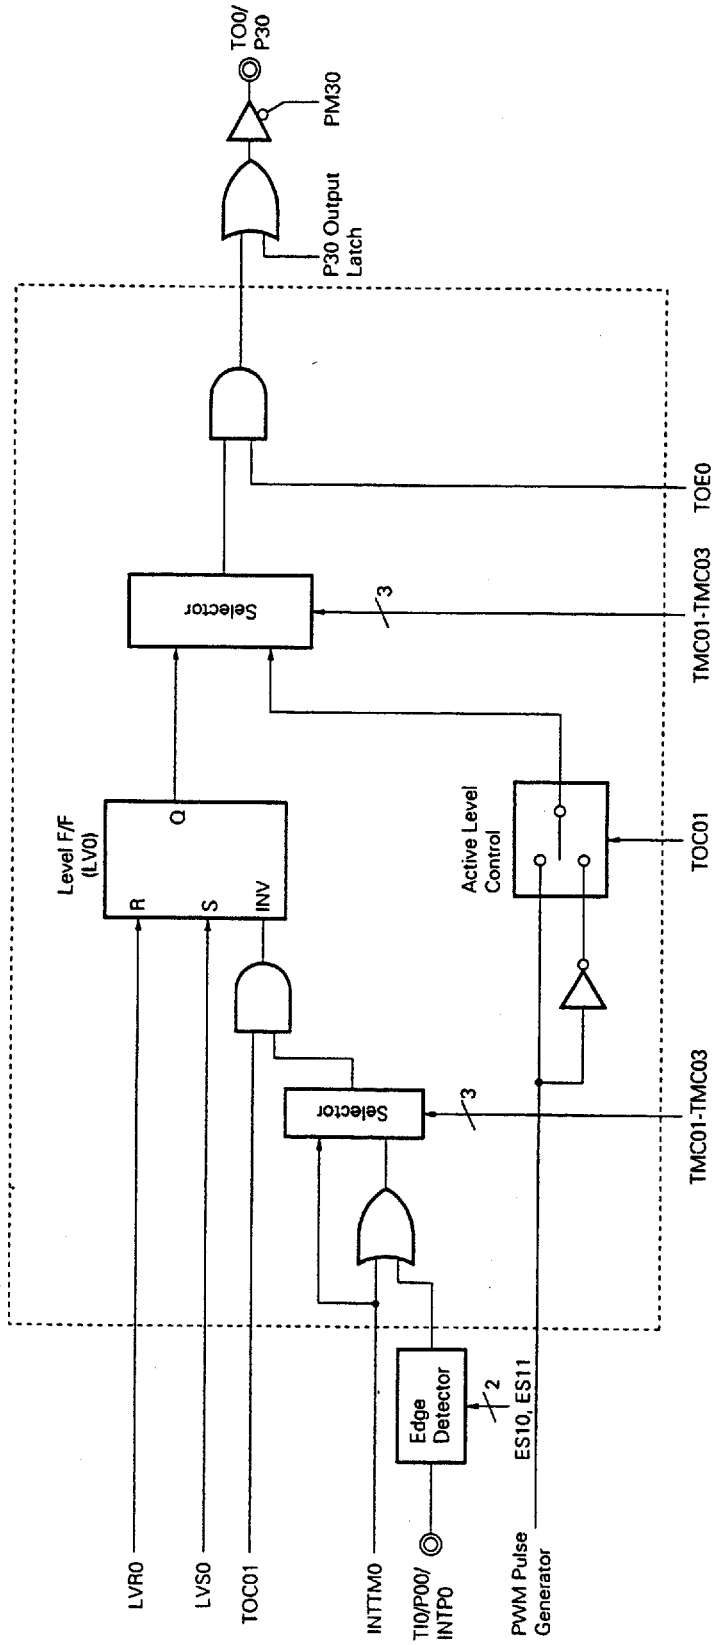 LVR0
LVS0
TOC01
INTTM0
TI0/P00/
INTP0
PWM Pulse
Generator
Edge
Detector
2
ES10, ES11
Selector
3
TMC01-TMC03
Level F/F
(LV0)
R
S
INV
Q
Active Level
Control
TOC01
Selector
3
TMC01-TMC03
TOE0
P30 Output
Latch
PM30
TO0/
P30